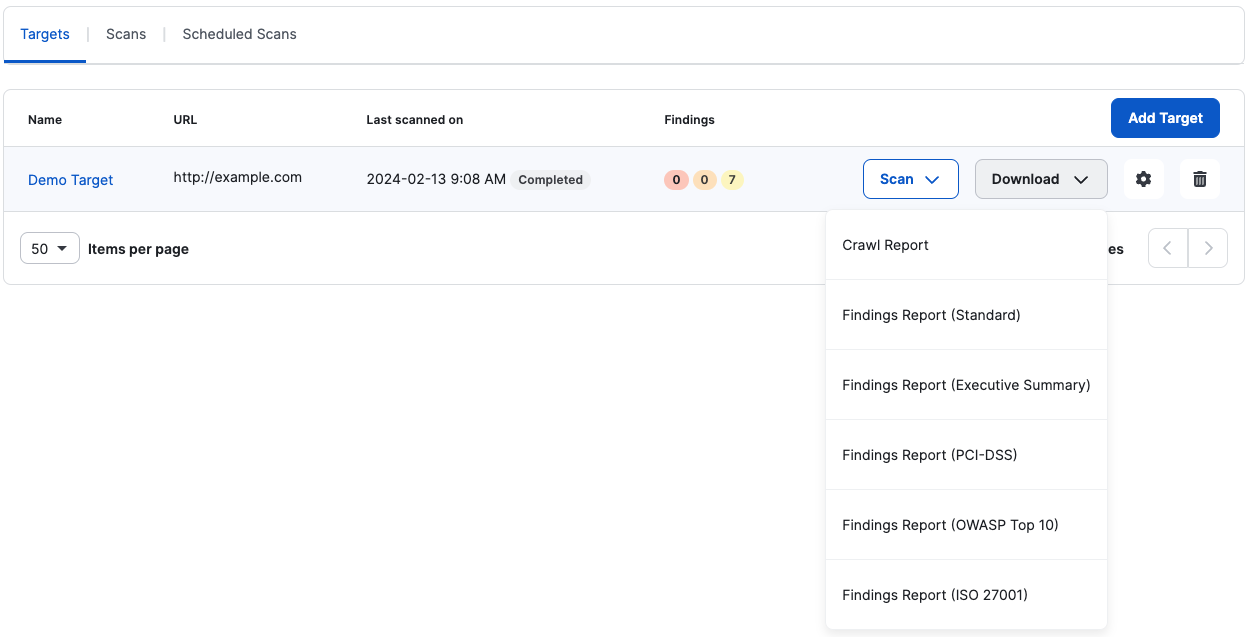 Targets | Scans | Scheduled Scans
Name URL Last scanned on Findings Add Target
Demo Target http://example.com 2024-02-13 9:08 AM Completed 0 0 7 Scan Download
50 Items per page es
Crawl Report
Findings Report (Standard)
Findings Report (Executive Summary)
Findings Report (PCI-DSS)
Findings Report (OWASP Top 10)
Findings Report (ISO 27001)